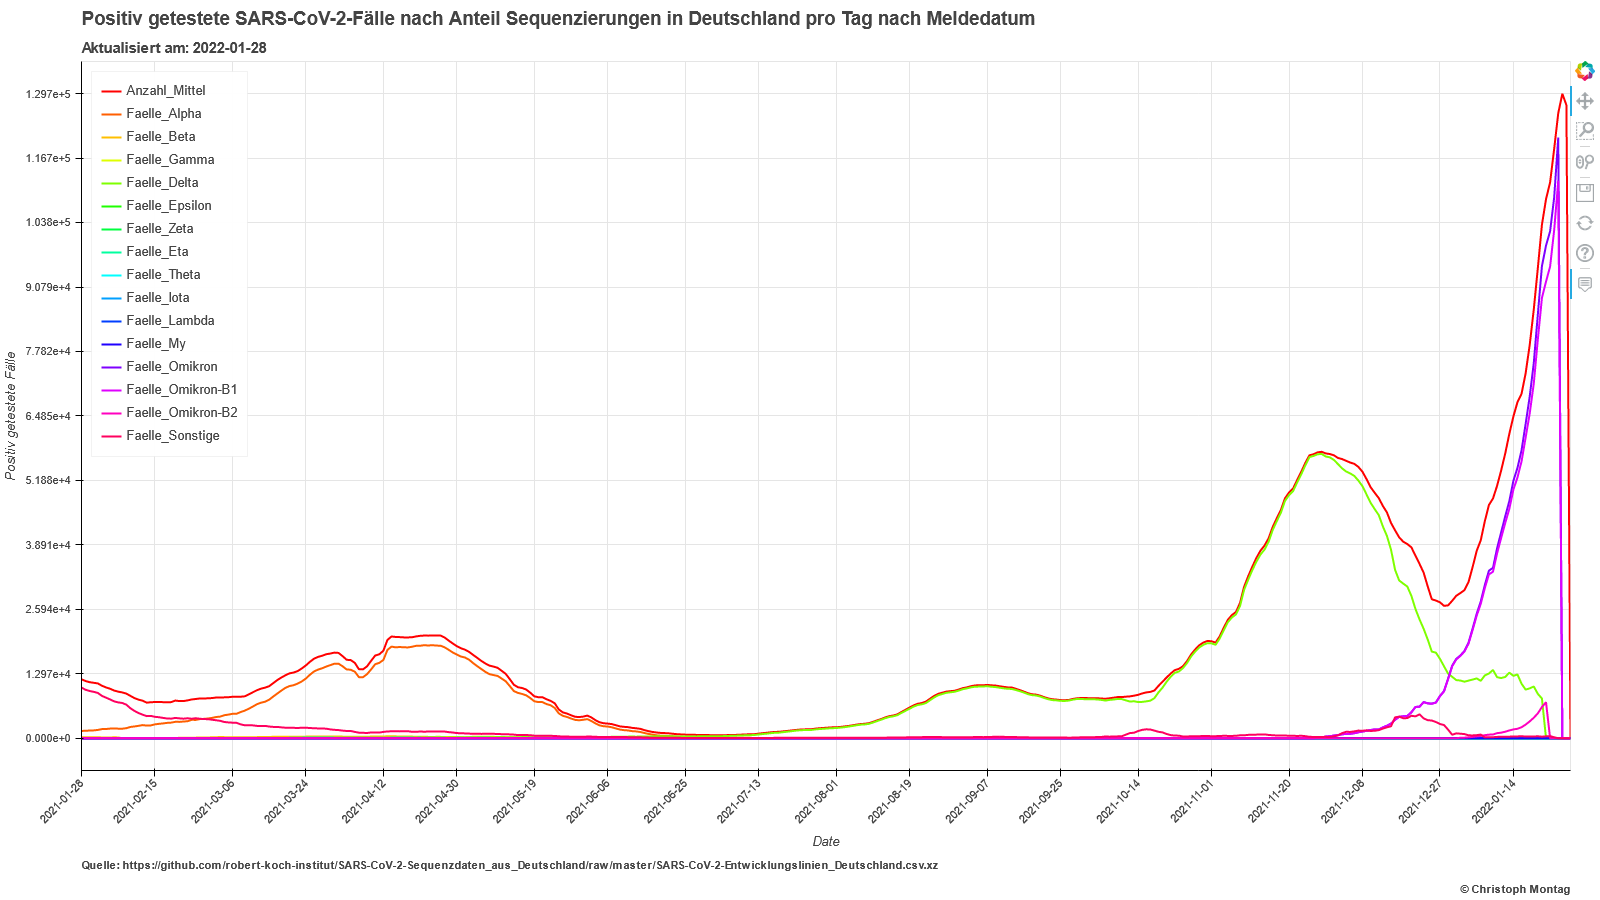 Positiv getestete SARS-CoV-2-Fälle nach Anteil Sequenzierungen in Deutschland pro Tag nach Meldedatum
Aktualisiert am: 2022-01-28
Anzahl_Mittel
Faelle_Alpha
Faelle_Beta
Faelle_Gamma
Faelle_Delta
Faelle_Epsilon
Faelle_Zeta
Faelle_Eta
Faelle_Theta
Faelle_Iota
Faelle_Lambda
Faelle_My
Faelle_Omikron
Faelle_Omikron-B1
Faelle_Omikron-B2
Faelle_Sonstige
1.297e+5
1.167e+5
1.038e+5
9.079e+4
7.782e+4
6.485e+4
5.188e+4
3.891e+4
2.594e+4
1.297e+4
0.000e+0
Positiv getestete Fälle
2021-01-28
2021-02-15
2021-03-06
2021-03-24
2021-04-12
2021-04-30
2021-05-19
2021-06-06
2021-06-25
2021-07-13
2021-08-01
2021-08-19
2021-09-07
2021-09-25
2021-10-14
2021-11-01
2021-11-20
2021-12-08
2021-12-27
2022-01-14
Date
Quelle: https://github.com/robert-koch-institut/SARS-CoV-2-Sequenzdaten_aus_Deutschland/raw/master/SARS-CoV-2-Entwicklungslinien_Deutschland.csv.xz
© Christoph Montag